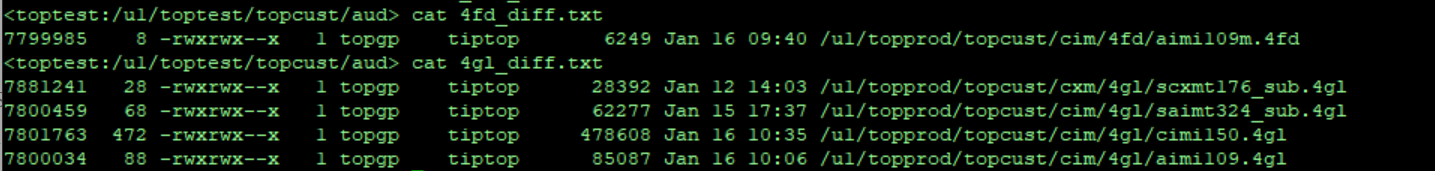 <toptest:/u1/toptest/topcust/aud> cat 4fd_diff.txt
7799985    8 -rwxrwx--x   1 topgp    tiptop       6249 Jan 16 09:40 /u1/topprod/topcust/cim/4fd/aimi109m.4fd
<toptest:/u1/toptest/topcust/aud> cat 4gl_diff.txt
7881241   28 -rwxrwx--x   1 topgp    tiptop      28392 Jan 12 14:03 /u1/topprod/topcust/cxm/4gl/scxmt176_sub.4gl
7800459   68 -rwxrwx--x   1 topgp    tiptop      62277 Jan 15 17:37 /u1/topprod/topcust/cim/4gl/saimt324_sub.4gl
7801763  472 -rwxrwx--x   1 topgp    tiptop     478608 Jan 16 10:35 /u1/topprod/topcust/cim/4gl/cimi150.4gl
7800034   88 -rwxrwx--x   1 topgp    tiptop      85087 Jan 16 10:06 /u1/topprod/topcust/cim/4gl/aimi109.4gl